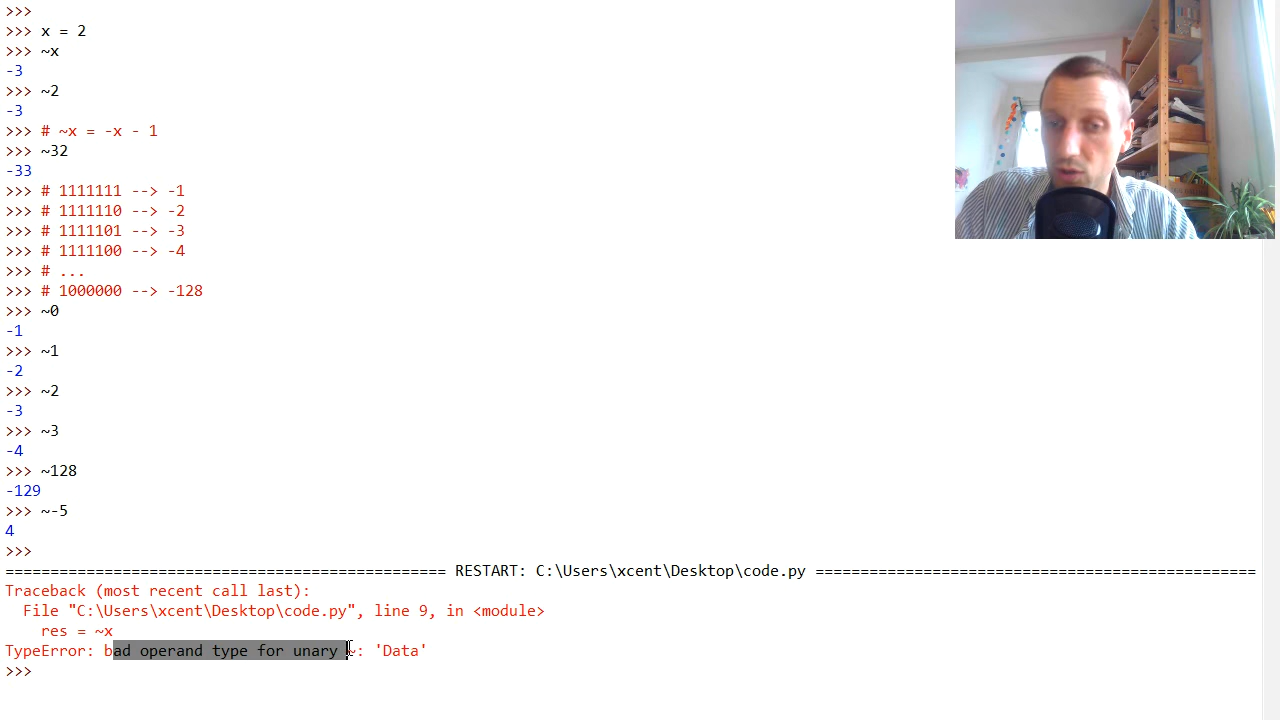 >>>
>>> x = 2
>>> ~x
-3
>>> ~2
-3
>>> # ~x = -x - 1
>>> ~32
-33
>>> # 1111111 --> -1
>>> # 1111110 --> -2
>>> # 1111101 --> -3
>>> # 1111100 --> -4
>>> # ...
>>> # 1000000 --> -128
>>> ~0
-1
>>> ~1
-2
>>> ~2
-3
>>> ~3
-4
>>> ~128
-129
>>> ~-5
4
>>>
================================================= RESTART: C:\Users\xcent\Desktop\code.py =================================================
Traceback (most recent call last):
  File "C:\Users\xcent\Desktop\code.py", line 9, in <module>
    res = ~x
TypeError: bad operand type for unary ~: 'Data'
>>>